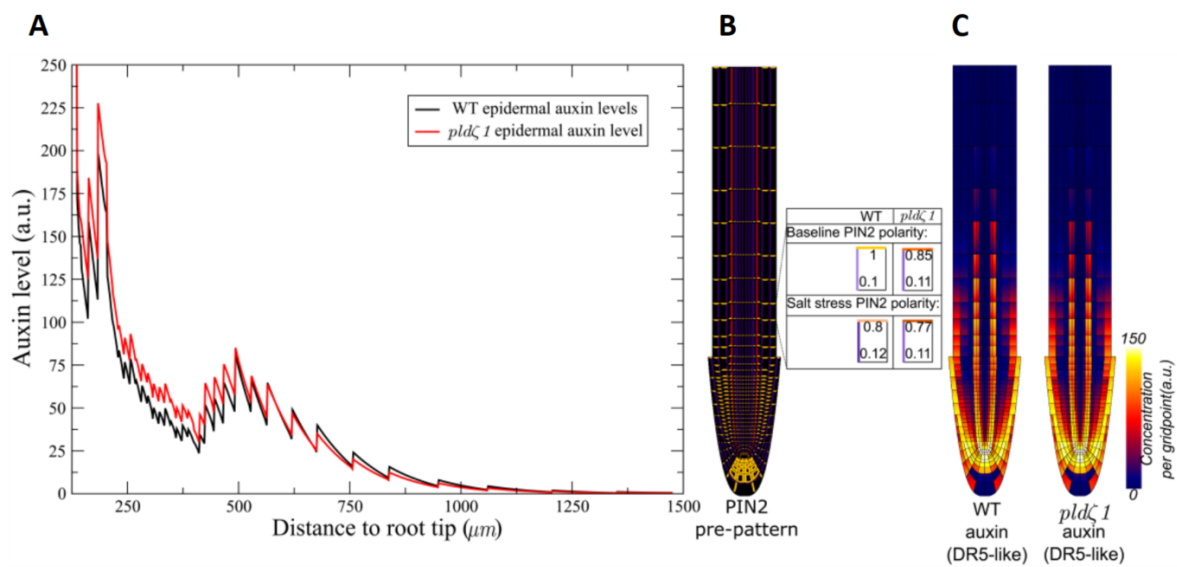 A
B
C
250
225
200
175
150
125
100
75
50
25
0
Auxin level (a.u.)
WT epidermal auxin levels
pldζ 1 epidermal auxin level
250
500
750
1000
1250
1500
Distance to root tip (μm)
PIN2
pre-pattern
WT pldζ 1
Baseline PIN2 polarity:
1 0.85
0.1 0.11
Salt stress PIN2 polarity:
0.8 0.77
0.12 0.11
WT
auxin
(DR5-like)
pldζ 1
auxin
(DR5-like)
150
0
Concentration
per gridpoint(a.u.)